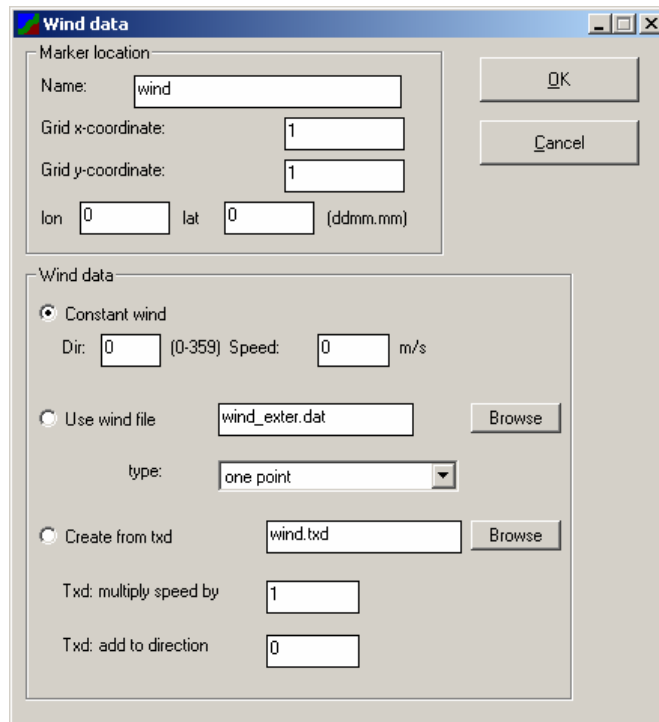 Wind data
Marker location
Name: wind
OK
Grid x-coordinate: 1
Cancel
Grid y-coordinate: 1
lon 0 lat 0 (ddmm.mm)
Wind data
Constant wind
Dir: 0 (0-359) Speed: 0 m/s
Use wind file wind_exter.dat Browse
type: one point
Create from txd wind.txd Browse
Txd: multiply speed by 1
Txd: add to direction 0